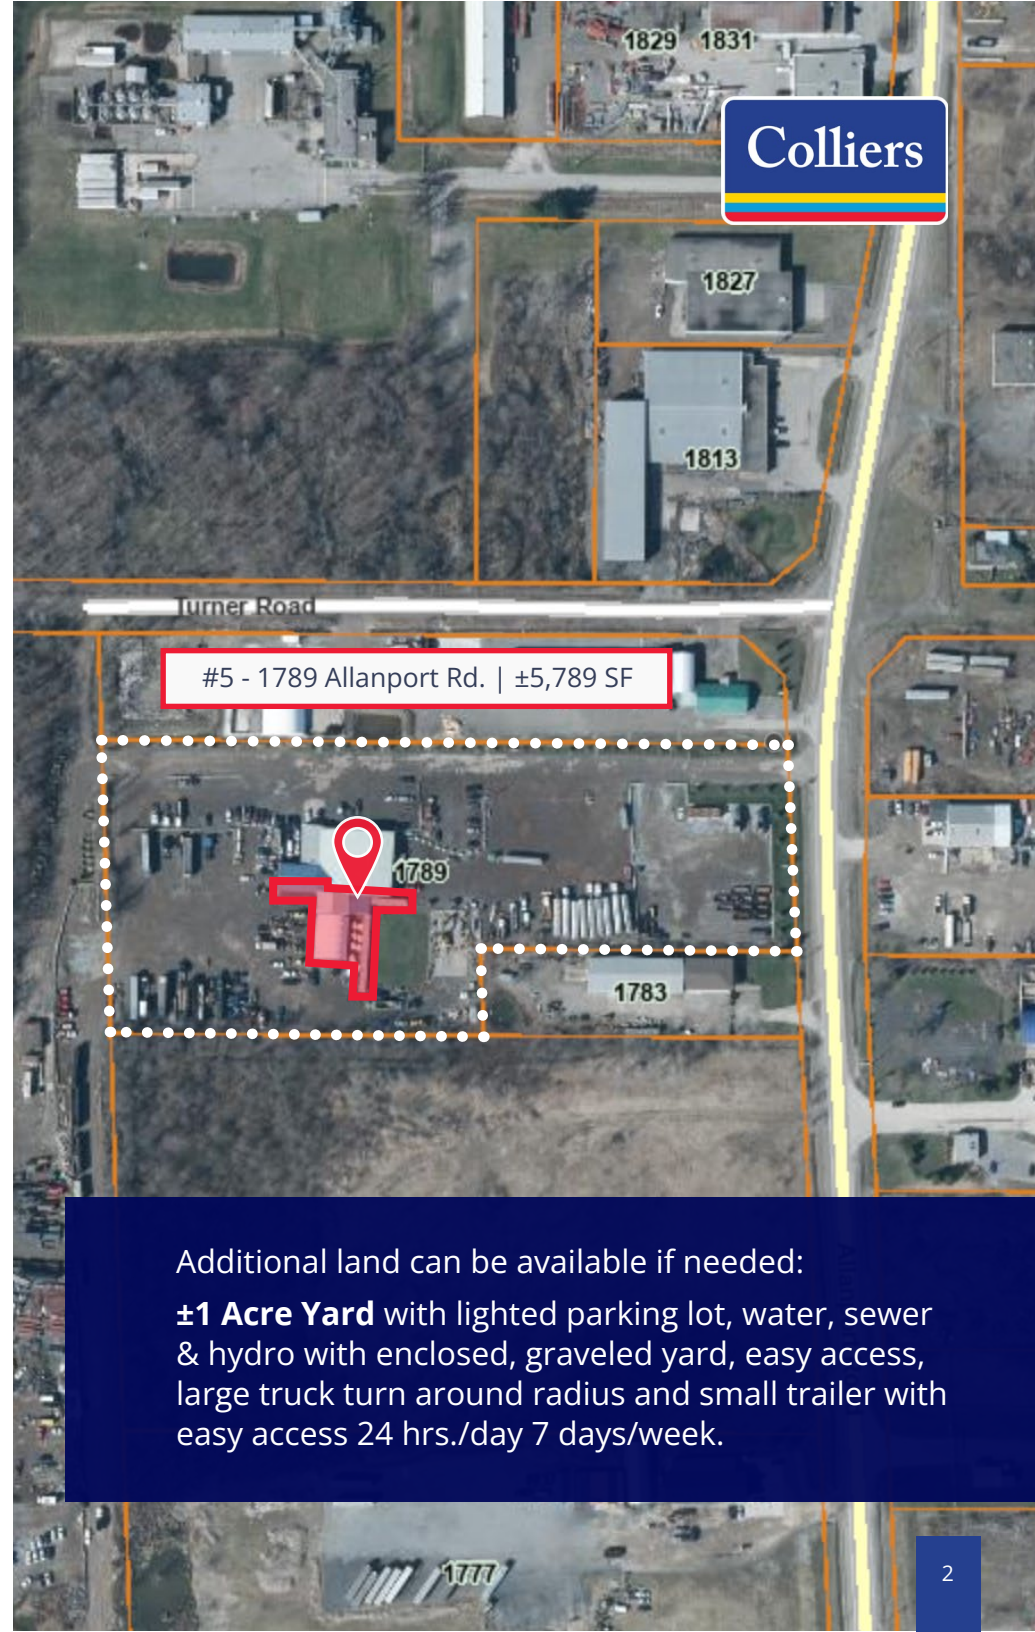 1829 1831
Colliers
1827
1813
Turner Road
#5 - 1789 Allanport Rd. | ±5,789 SF
1789
1783
Additional land can be available if needed:
±1 Acre Yard with lighted parking lot, water, sewer
& hydro with enclosed, graveled yard, easy access,
large truck turn around radius and small trailer with
easy access 24 hrs./day 7 days/week.
1777
2